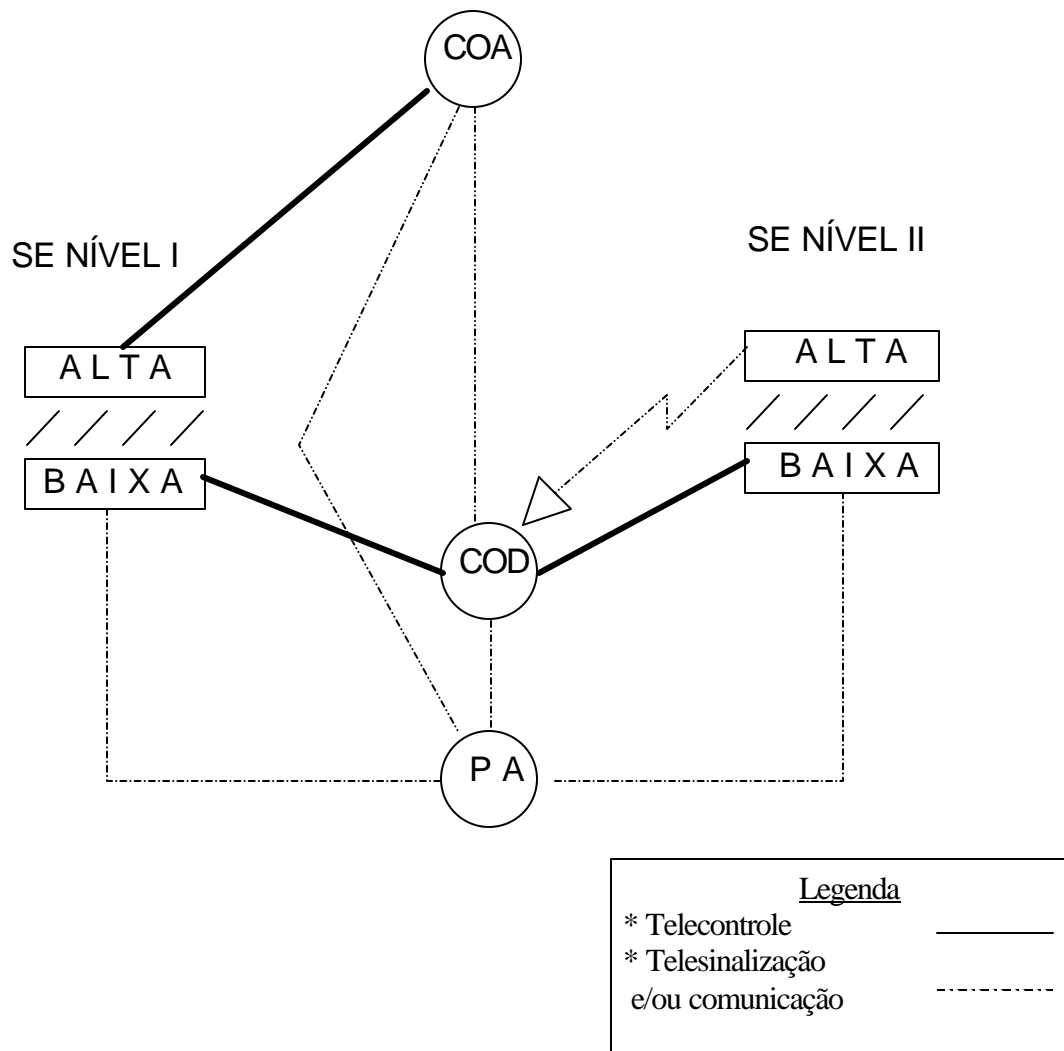 COA
SE NÍVEL I
SE NÍVEL II
A L T A
A L T A
B A I X A
B A I X A
COD
P A
Legenda
* Telecontrole
* Telesinalização
e/ou comunicação